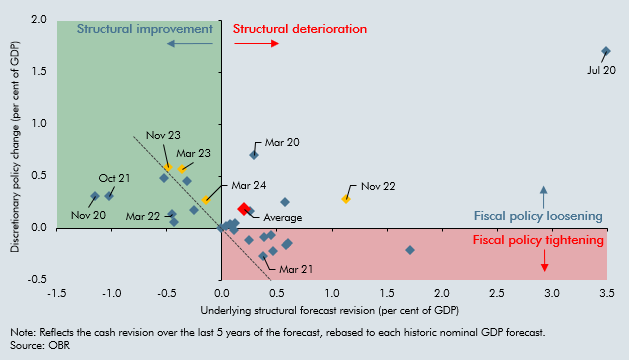 Structural improvement
Structural deterioration
Discretionary policy change (per cent of GDP)
2.0
1.5
1.0
0.5
0.0
-0.5
Jul 20
Nov 23
Mar 23
Mar 20
Oct 21
Mar 24
Nov 22
Nov 20
Mar 22
Average
Fiscal policy loosening
Fiscal policy tightening
Mar 21
-1.5
-1.0
-0.5
0.0
0.5
1.0
1.5
2.0
2.5
3.0
3.5
Underlying structural forecast revision (per cent of GDP)
Note: Reflects the cash revision over the last 5 years of the forecast, rebased to each historic nominal GDP forecast.
Source: OBR